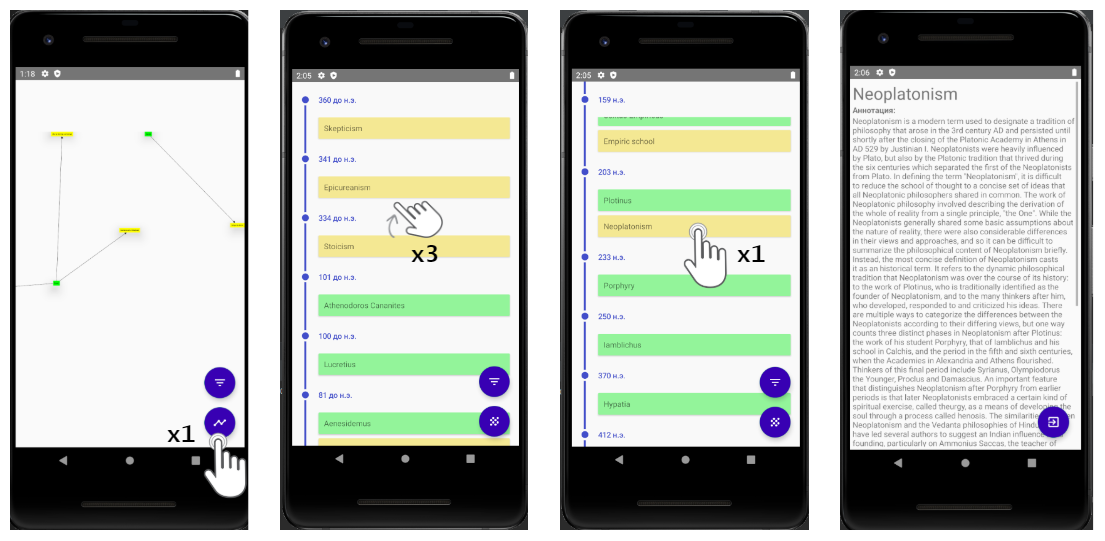 1:18
x1
2:05
360 до н.э.
Skepticism
341 до н.э.
Epicureanism
334 до н.э.
Stoicism
x3
101 до н.э.
Athenodoros Cananites
100 до н.э.
Lucretius
81 до н.э.
Aenesidemus
2:05
159 н.э.
Empiric school
203 н.э.
Plotinus
Neoplatonism
x1
233 н.э.
Porphyry
250 н.э.
Iamblichus
370 н.э.
Hypatia
412 н.э.
2:06
Neoplatonism
Аннотация:
Neoplatonism is a modern term used to designate a tradition of
philosophy that arose in the 3rd century AD and persisted until
shortly after the closing of the Platonic Academy in Athens in
AD 529 by Justinian I. Neoplatonists were heavily influenced
by Plato, but also by the Platonic tradition that thrived during
the six centuries which separated the first of the Neoplatonists
from Plato. In defining the term "Neoplatonism", it is difficult
to reduce the school of thought to a concise set of ideas that
all Neoplatonic philosophers shared in common. The work of
Neoplatonic philosophy involved describing the derivation of
the whole of reality from a single principle, "the One". While the
Neoplatonists generally shared some basic assumptions about
the nature of reality, there were also considerable differences
in their views and approaches, and so it can be difficult to
summarize the philosophical content of Neoplatonism briefly.
Instead, the most concise definition of Neoplatonism casts
it as an historical term. It refers to the dynamic philosophical
tradition that Neoplatonism was over the course of its history:
to the work of Plotinus, who is traditionally identified as the
founder of Neoplatonism, and to the many thinkers after him,
who developed, responded to and criticized his ideas. There
are multiple ways to categorize the differences between the
Neoplatonists according to their differing views, but one way
counts three distinct phases in Neoplatonism after Plotinus:
the work of his student Porphyry, that of Iamblichus and his
school in Calchis, and the period in the fifth and sixth centuries,
when the Academies in Alexandria and Athens flourished.
Thinkers of this final period include Syrianus, Olympiodorus
the Younger, Proclus and Damascius. An important feature
that distinguishes Neoplatonism after Porphyry from earlier
periods is that later Neoplatonists embraced a certain kind of
spiritual exercise, called theurgy, as a means of developing the
soul through a process called henosis. The similarities
Neoplatonism and the Vedanta philosophies of
have led several authors to suggest an Indian influence
founding, particularly on Ammonius Saccas, the teacher of